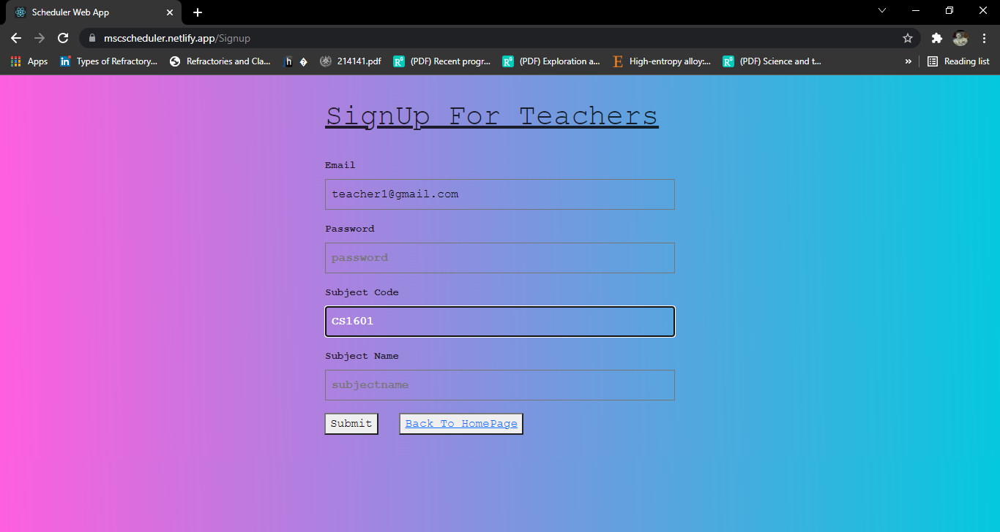 Scheduler Web App
mscscheduler.netlify.app/Signup
Apps Types of Refractory... Refractories and Cla... h � 214141.pdf (PDF) Recent progr... (PDF) Exploration a... High-entropy alloy:... (PDF) Science and t... » Reading list
SignUp For Teachers
Email
teacher1@gmail.com
Password
password
Subject Code
CS1601
Subject Name
subjectname
Submit Back To HomePage